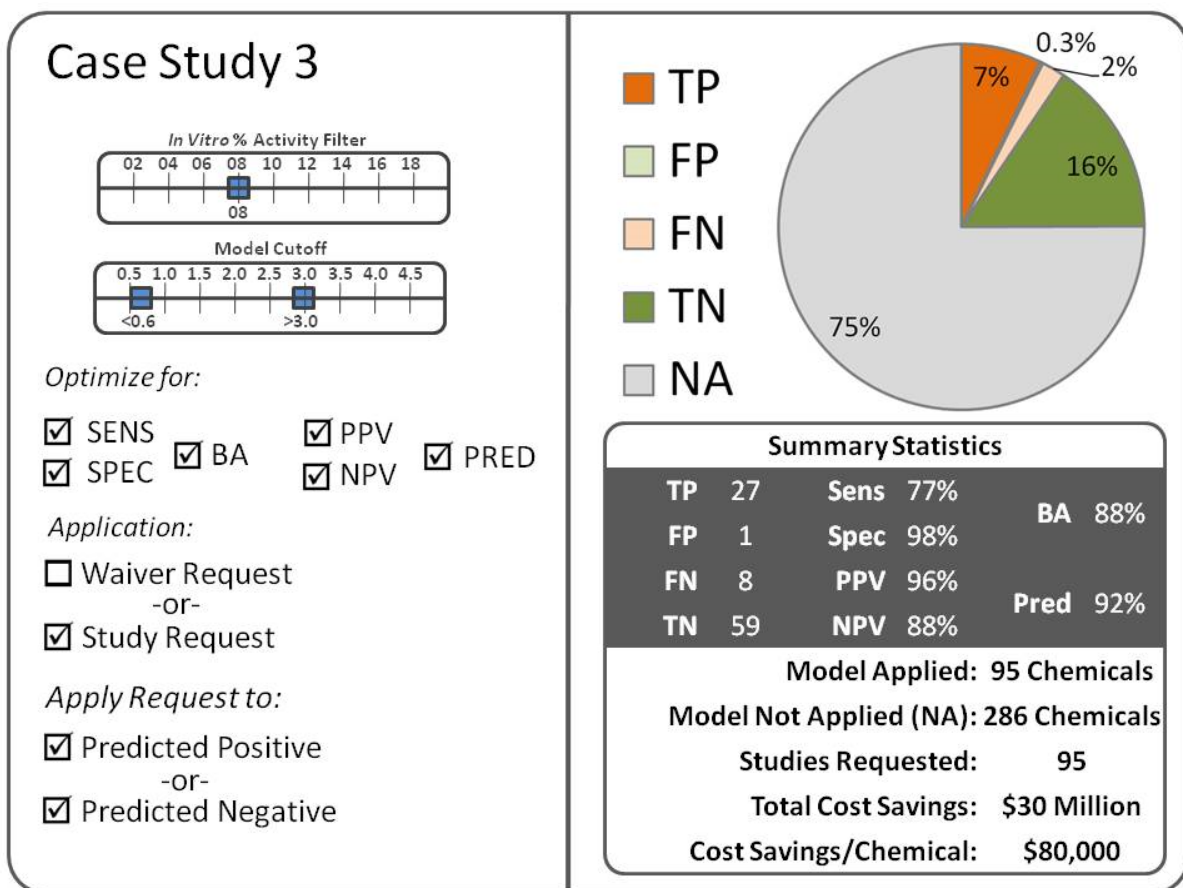 Case Study 3
In Vitro % Activity Filter
02 04 06 08 10 12 14 16 18
08
Model Cutoff
0.5 1.0 1.5 2.0 2.5 3.0 3.5 4.0 4.5
<0.6 >3.0
Optimize for:
SENS
SPEC
BA
PPV
NPV
PRED
Application:
Waiver Request
-or-
Study Request
Apply Request to:
Predicted Positive
-or-
Predicted Negative
TP
FP
FN
TN
NA
7%
0.3%
2%
16%
75%
Summary Statistics
TP 27 Sens 77%
FP 1 Spec 98%
BA 88%
FN 8 PPV 96%
TN 59 NPV 88%
Pred 92%
Model Applied: 95 Chemicals
Model Not Applied (NA): 286 Chemicals
Studies Requested: 95
Total Cost Savings: $30 Million
Cost Savings/Chemical: $80,000